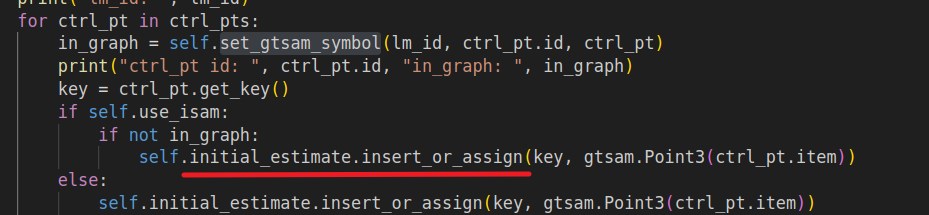 print("lm_id: ", lm_id)
for ctrl_pt in ctrl_pts:
in_graph = self.set_gtsam_symbol(lm_id, ctrl_pt.id, ctrl_pt)
print("ctrl_pt id: ", ctrl_pt.id, "in_graph: ", in_graph)
key = ctrl_pt.get_key()
if self.use_isam:
if not in_graph:
self.initial_estimate.insert_or_assign(key, gtsam.Point3(ctrl_pt.item))
else:
self.initial_estimate.insert_or_assign(key, gtsam.Point3(ctrl_pt.item))